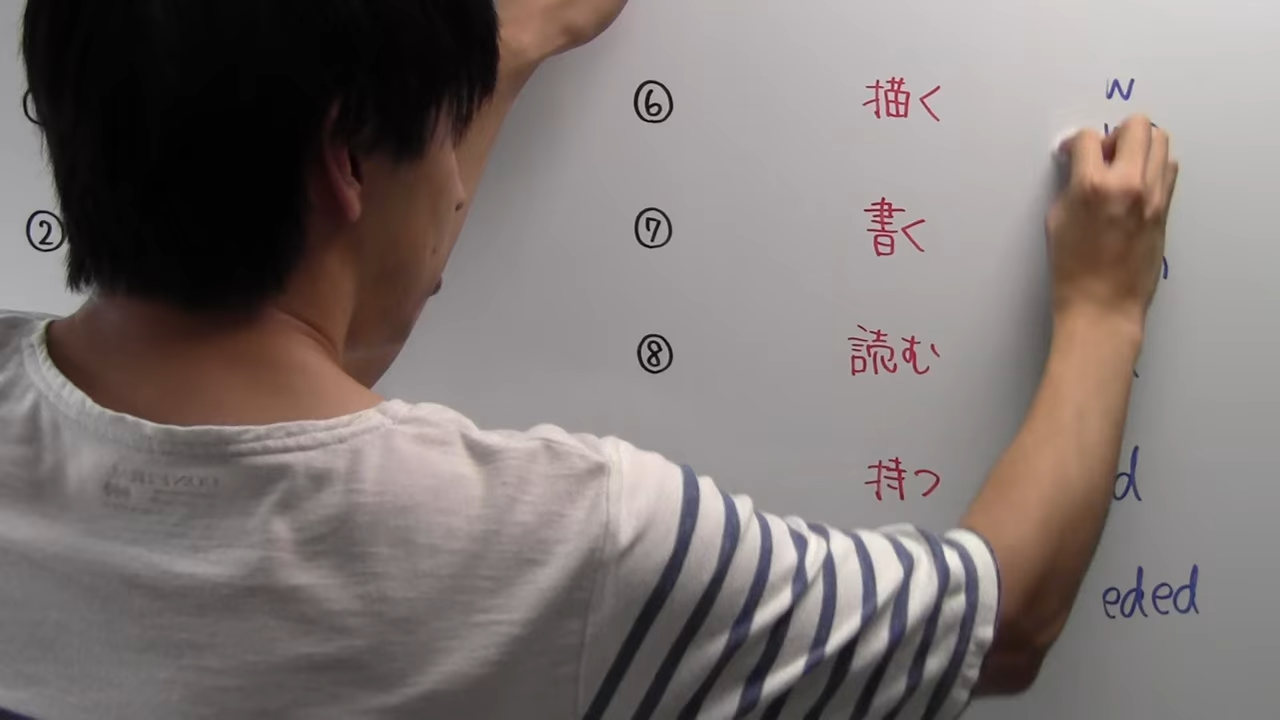 ②
⑥ 描く w
⑦ 書く
⑧ 読む
持つ d
eded